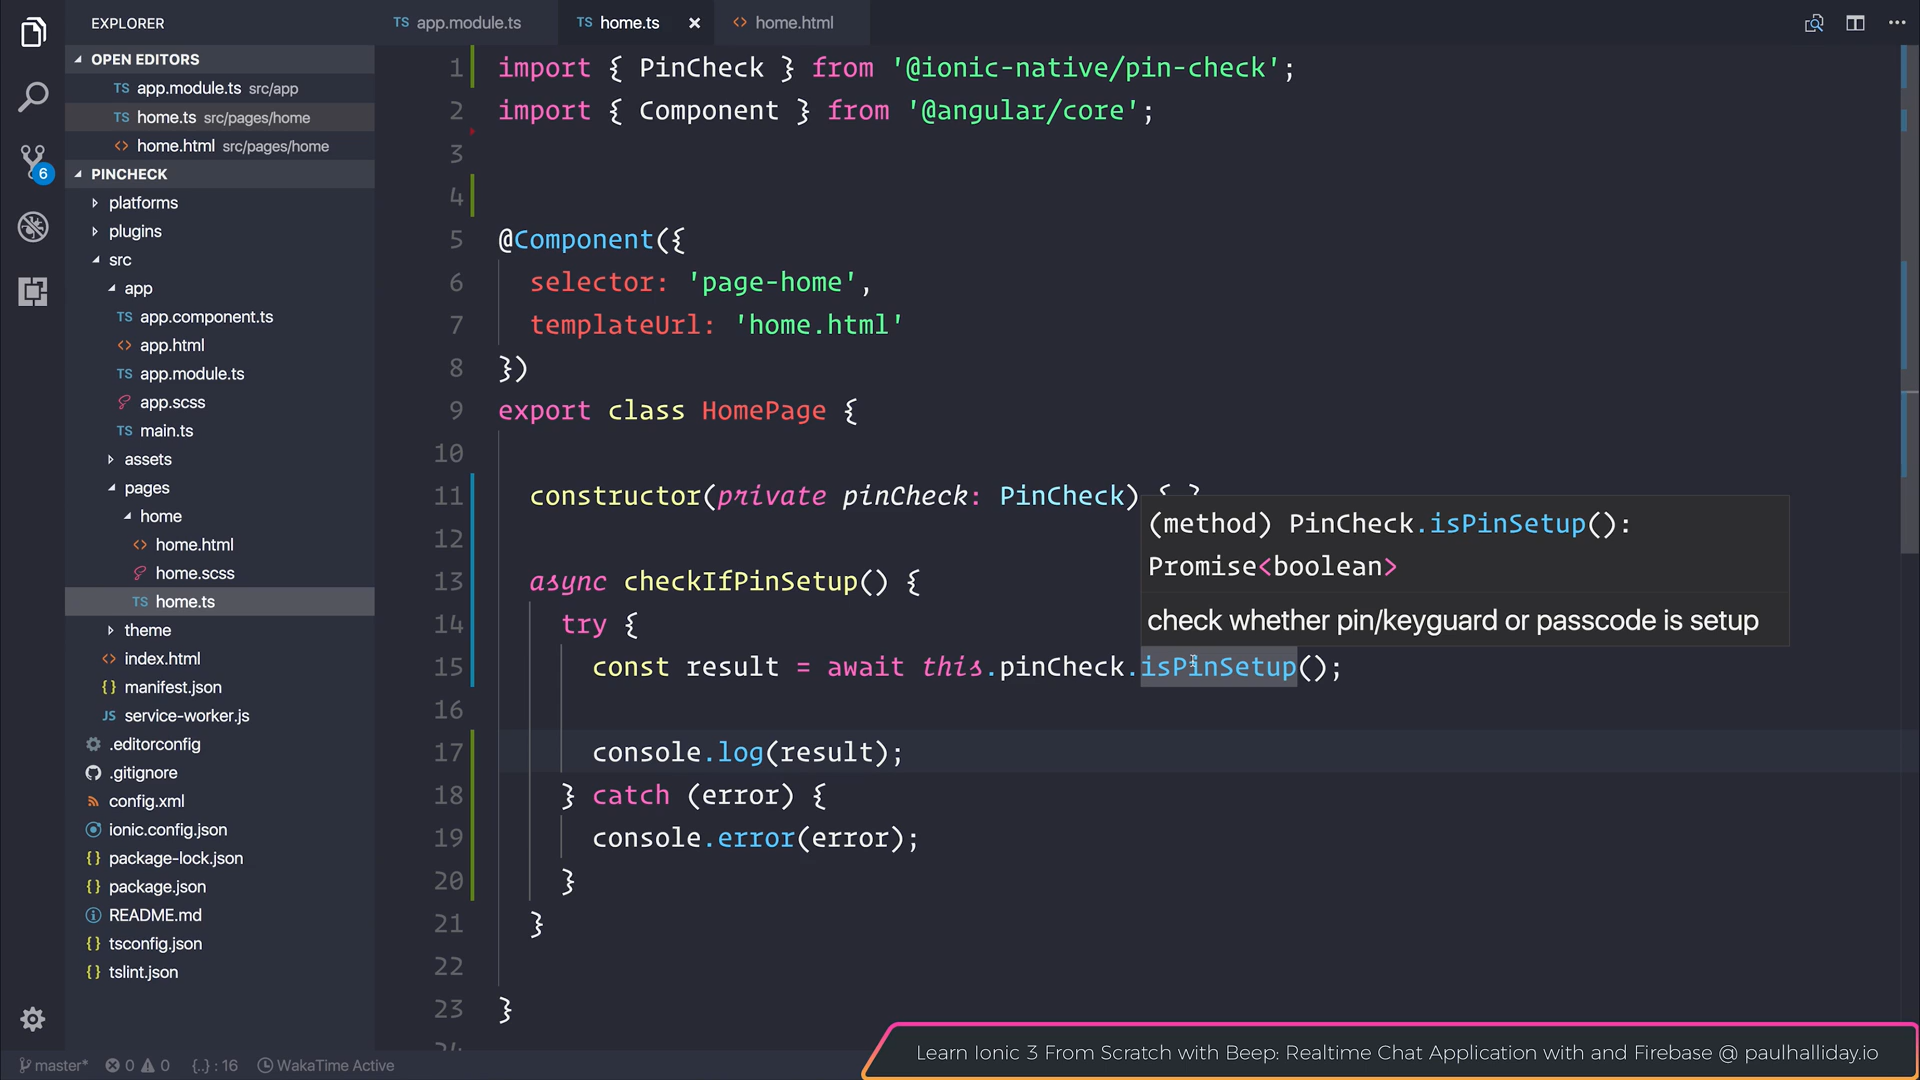 EXPLORER
OPEN EDITORS
TS app.module.ts src/app
TS home.ts src/pages/home
<> home.html src/pages/home
6
PINCHECK
platforms
plugins
src
app
TS app.component.ts
<> app.html
TS app.module.ts
app.scss
TS main.ts
assets
pages
home
<> home.html
home.scss
TS home.ts
theme
<> index.html
{} manifest.json
JS service-worker.js
.editorconfig
.gitignore
config.xml
ionic.config.json
{} package-lock.json
{} package.json
README.md
{} tsconfig.json
{} tslint.json
TS app.module.ts
TS home.ts ×
<> home.html
1 import { PinCheck } from '@ionic-native/pin-check';
2 import { Component } from '@angular/core';
3
4
5 @Component({
6 selector: 'page-home',
7 templateUrl: 'home.html'
8 })
9 export class HomePage {
10
11 constructor(private pinCheck: PinCheck) { }
12
13 async checkIfPinSetup() {
14 try {
15 const result = await this.pinCheck.isPinSetup();
16
17 console.log(result);
18 } catch (error) {
19 console.error(error);
20 }
21 }
22
23 }
24
(method) PinCheck.isPinSetup():
Promise<boolean>
check whether pin/keyguard or passcode is setup
master* 0 0 {..} : 16 WakaTime Active
Learn Ionic 3 From Scratch with Beep: Realtime Chat Application with and Firebase @ paulhalliday.io